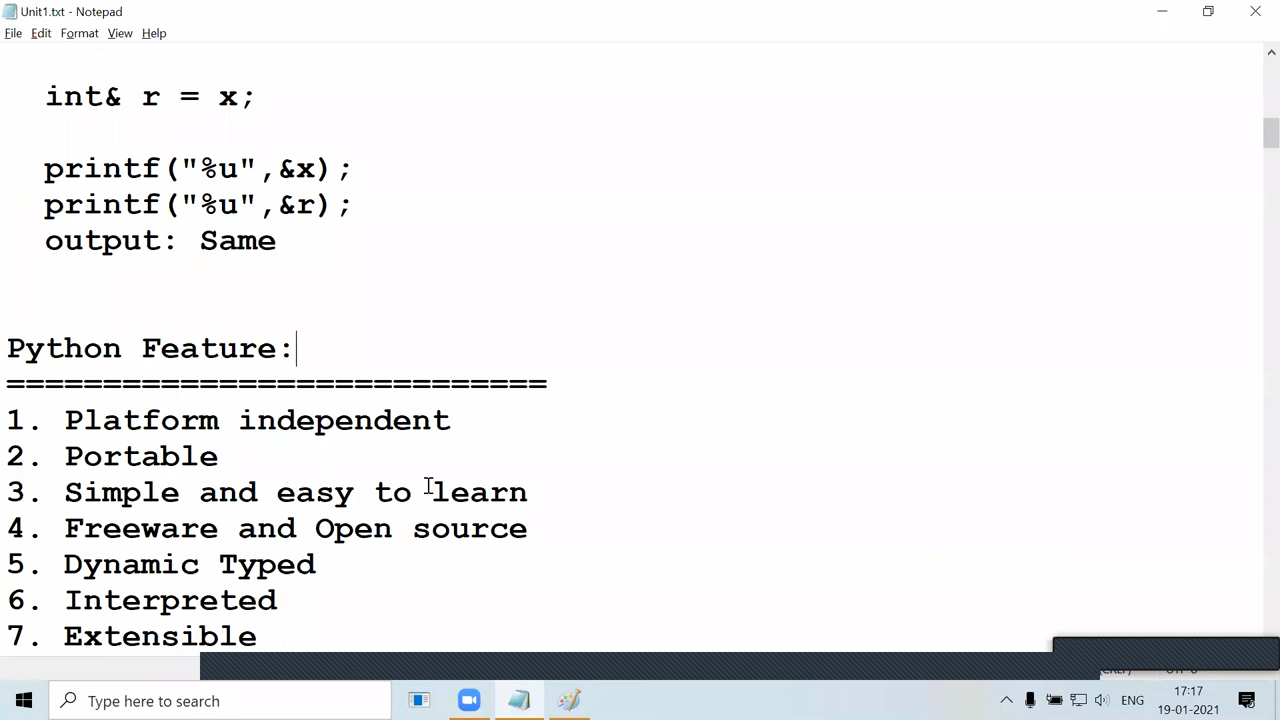 Unit1.txt - Notepad
File Edit Format View Help
int& r = x;
printf("%u",&x);
printf("%u",&r);
output: Same
Python Feature:
============================
1. Platform independent
2. Portable
3. Simple and easy to learn
4. Freeware and Open source
5. Dynamic Typed
6. Interpreted
7. Extensible
Type here to search
ENG
17:17
19-01-2021